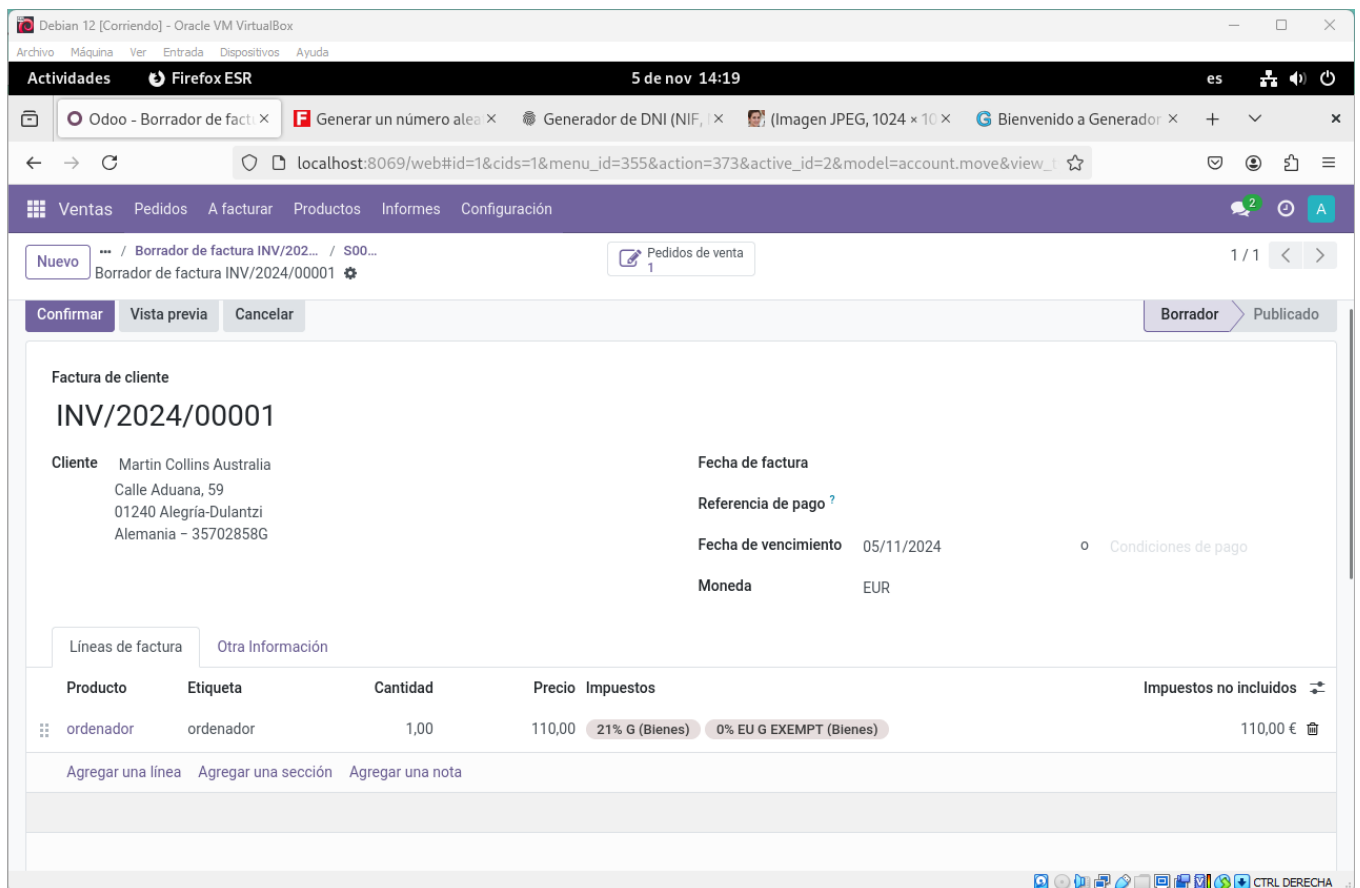 Debian 12 [Corriendo] - Oracle VM VirtualBox
Archivo Máquina Ver Entrada Dispositivos Ayuda
Actividades Firefox ESR 5 de nov 14:19 es
Odoo - Borrador de fact Generar un número alea Generador de DNI (NIF, (Imagen JPEG, 1024 × 10 Bienvenido a Generador
localhost:8069/web#id=1&cids=1&menu_id=355&action=373&active_id=2&model=account.move&view_t
Ventas Pedidos A facturar Productos Informes Configuración 2 A
Nuevo ... / Borrador de factura INV/202... / S00...
Borrador de factura INV/2024/00001
Pedidos de venta
1
1 / 1
Confirmar Vista previa Cancelar Borrador Publicado
Factura de cliente
INV/2024/00001
Cliente Martin Collins Australia
Calle Aduana, 59
01240 Alegría-Dulantzi
Alemania – 35702858G
Fecha de factura
Referencia de pago ?
Fecha de vencimiento 05/11/2024 o Condiciones de pago
Moneda EUR
Líneas de factura Otra Información
Producto Etiqueta Cantidad Precio Impuestos Impuestos no incluidos
ordenador ordenador 1,00 110,00 21% G (Bienes) 0% EU G EXEMPT (Bienes) 110,00 €
Agregar una línea Agregar una sección Agregar una nota
CTRL DERECHA